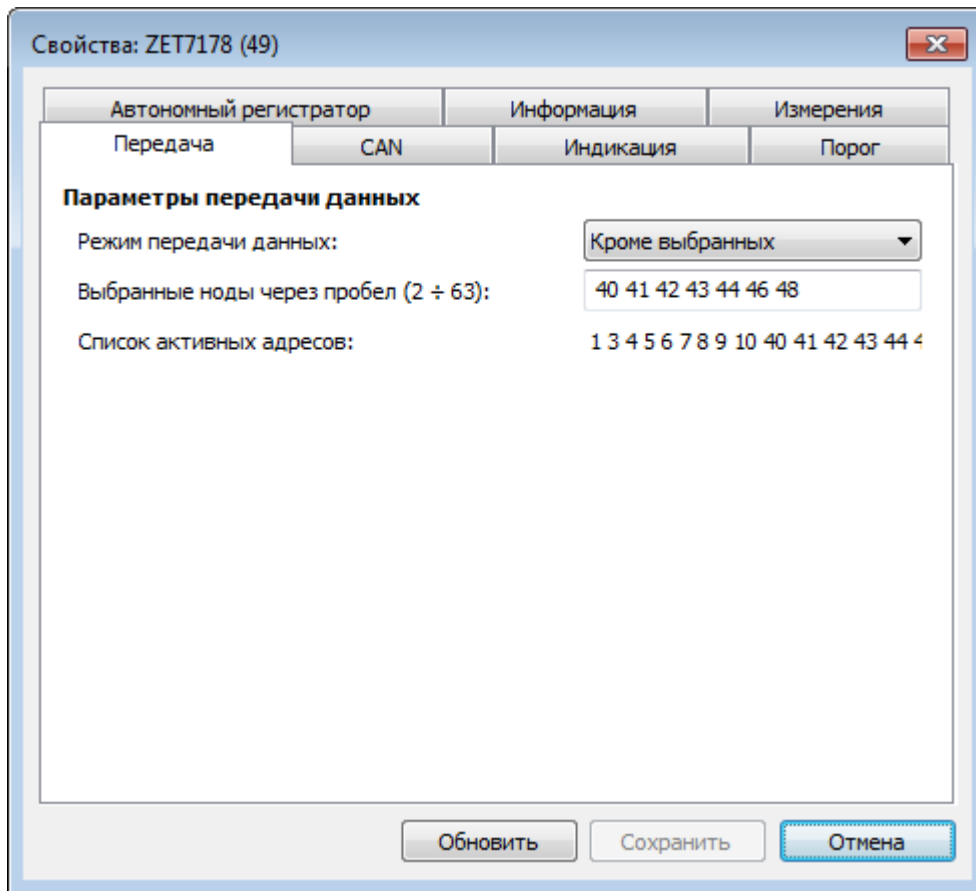 Свойства: ZET7178 (49)
Автономный регистратор Информация Измерения
Передача CAN Индикация Порог
Параметры передачи данных
Режим передачи данных: Кроме выбранных
Выбранные ноды через пробел (2 ÷ 63): 40 41 42 43 44 46 48
Список активных адресов: 1 3 4 5 6 7 8 9 10 40 41 42 43 44 4
Обновить Сохранить Отмена